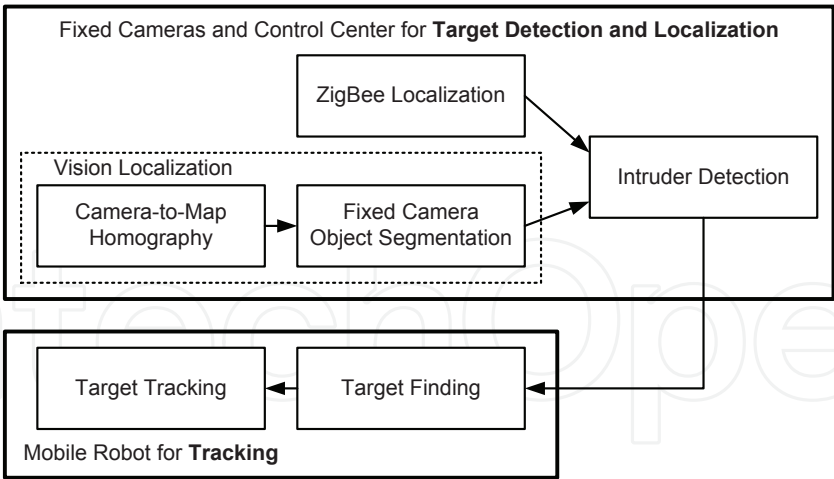 Fixed Cameras and Control Center for Target Detection and Localization
ZigBee Localization
Vision Localization
Camera-to-Map
Homography
Fixed Camera
Object Segmentation
Intruder Detection
Target Tracking
Target Finding
Mobile Robot for Tracking